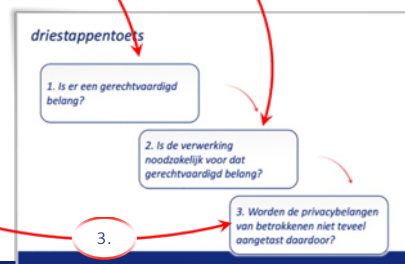 driestappentoets
1. Is er een gerechtvaardigd
belang?
2. Is de verwerking
noodzakelijk voor dat
gerechtvaardigd belang?
3. Worden de privacybelangen
van betrokkenen niet teveel
aangetast daardoor?
3.